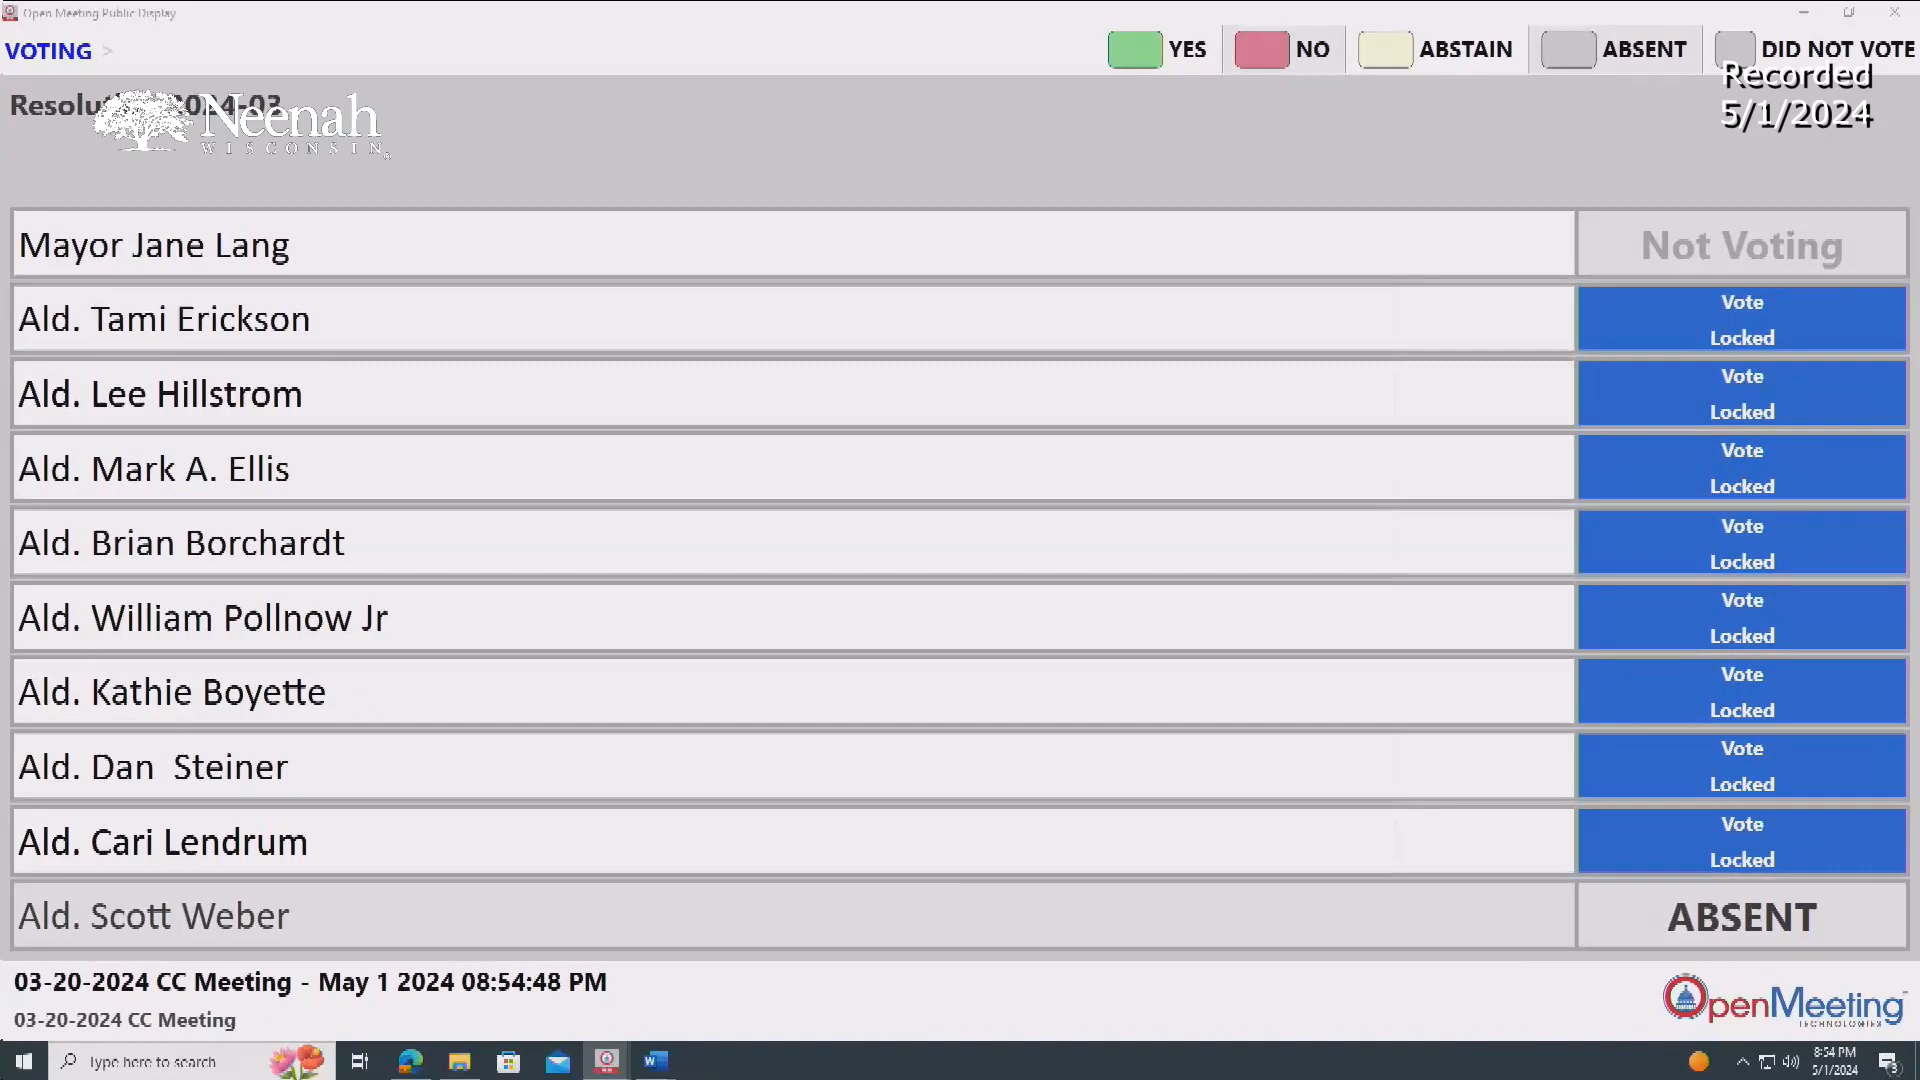 Open Meeting Public Display
VOTING >
YES
NO
ABSTAIN
ABSENT
DID NOT VOTE
Recorded
5/1/2024
2024-03
Neenah
WISCONSIN
Mayor Jane Lang
Not Voting
Ald. Tami Erickson
Vote
Locked
Ald. Lee Hillstrom
Vote
Locked
Ald. Mark A. Ellis
Vote
Locked
Ald. Brian Borchardt
Vote
Locked
Ald. William Pollnow Jr
Vote
Locked
Ald. Kathie Boyette
Vote
Locked
Ald. Dan  Steiner
Vote
Locked
Ald. Cari Lendrum
Vote
Locked
Ald. Scott Weber
ABSENT
03-20-2024 CC Meeting - May 1 2024 08:54:48 PM
03-20-2024 CC Meeting
OpenMeeting
TECHNOLOGIES
Type here to search
8:54 PM
5/1/2024
3